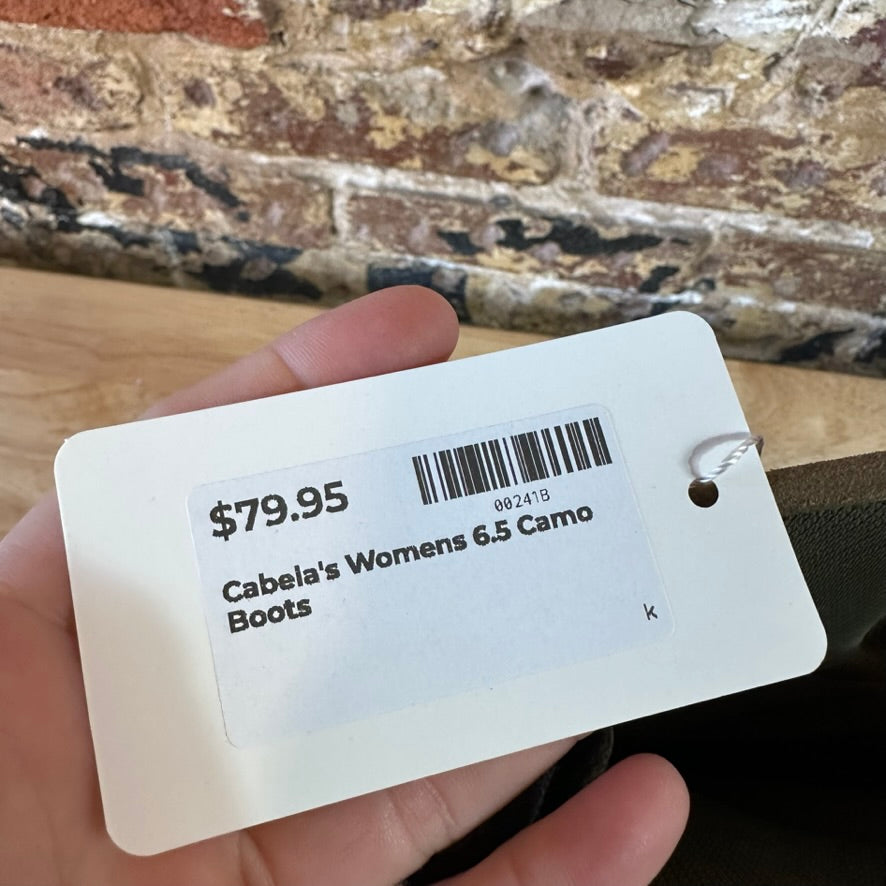 $79.95
00241B
Cabela's Womens 6.5 Camo
Boots
k